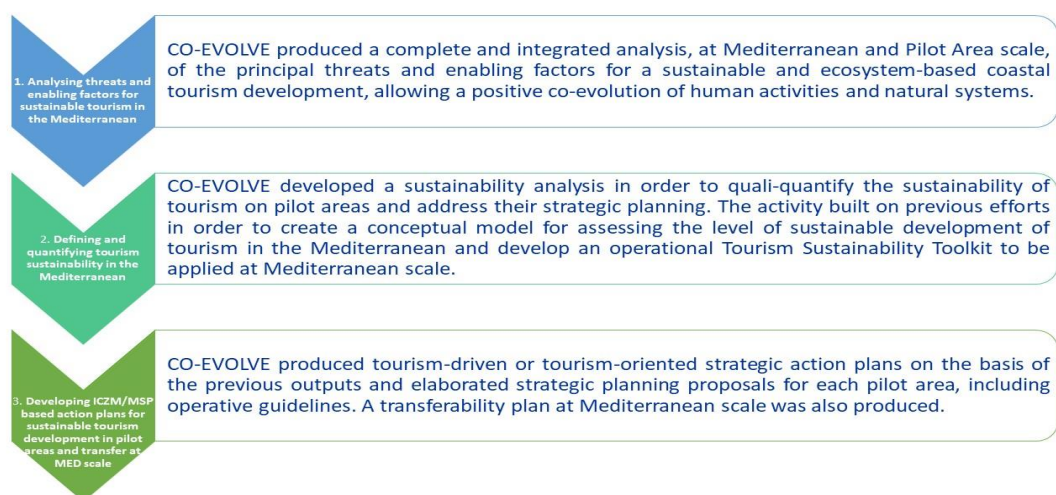 1. Analysing threats and
enabling factors for
sustainable tourism in
the Mediterranean
CO-EVOLVE produced a complete and integrated analysis, at Mediterranean and Pilot Area scale,
of the principal threats and enabling factors for a sustainable and ecosystem-based coastal
tourism development, allowing a positive co-evolution of human activities and natural systems.
2. Defining and
quantifying tourism
sustainability in the
Mediterranean
CO-EVOLVE developed a sustainability analysis in order to quali-quantify the sustainability of
tourism on pilot areas and address their strategic planning. The activity built on previous efforts
in order to create a conceptual model for assessing the level of sustainable development of
tourism in the Mediterranean and develop an operational Tourism Sustainability Toolkit to be
applied at Mediterranean scale.
3. Developing ICZM/MSP
based action plans for
sustainable tourism
development in pilot
areas and transfer at
MED scale
CO-EVOLVE produced tourism-driven or tourism-oriented strategic action plans on the basis of
the previous outputs and elaborated strategic planning proposals for each pilot area, including
operative guidelines. A transferability plan at Mediterranean scale was also produced.